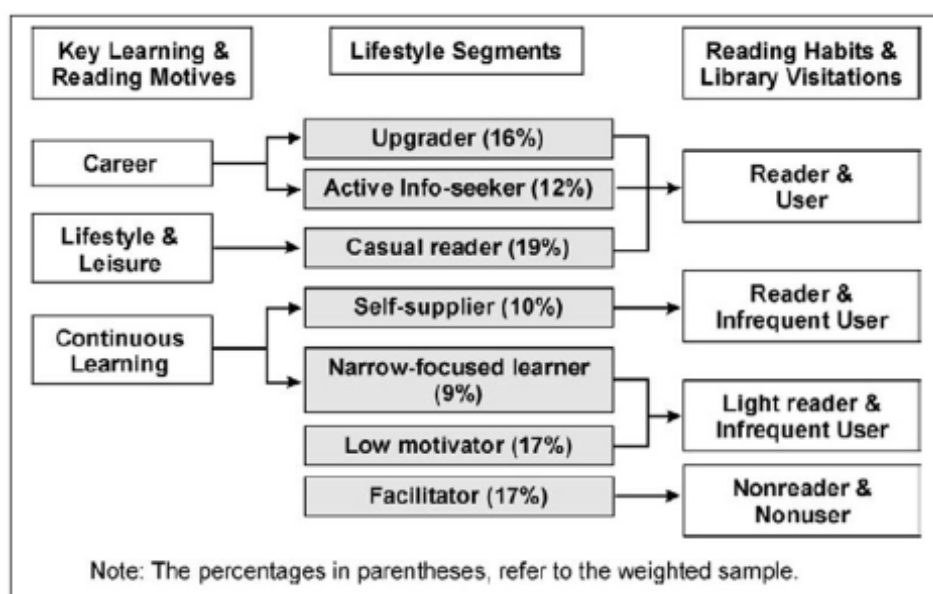 Key Learning &
Reading Motives
Lifestyle Segments
Reading Habits &
Library Visitations
Career
Upgrader (16%)
Active Info-seeker (12%)
Reader &
User
Lifestyle &
Leisure
Casual reader (19%)
Continuous
Learning
Self-supplier (10%)
Reader &
Infrequent User
Narrow-focused learner
(9%)
Low motivator (17%)
Light reader &
Infrequent User
Facilitator (17%)
Nonreader &
Nonuser
Note: The percentages in parentheses, refer to the weighted sample.